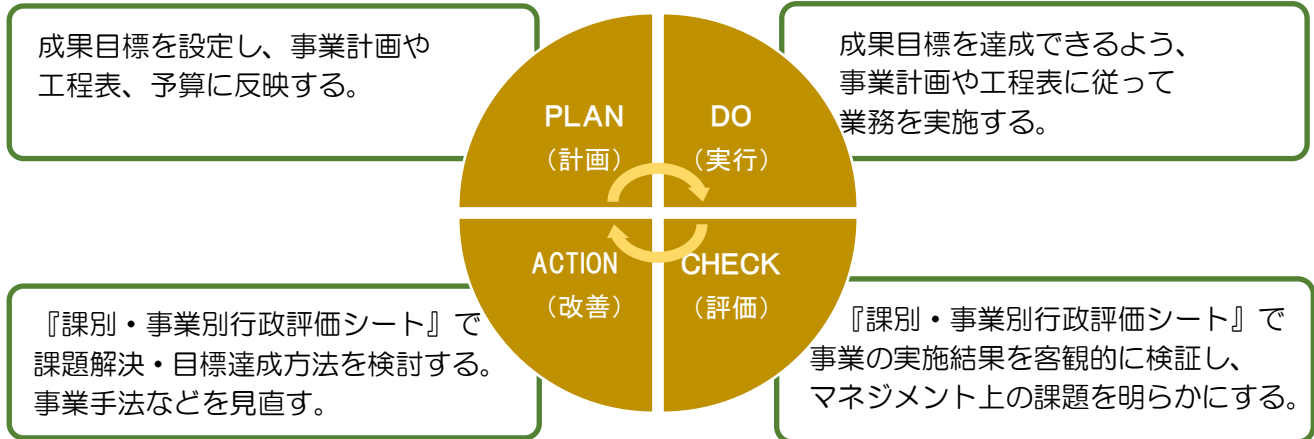 成果目標を設定し、事業計画や
工程表、予算に反映する。
成果目標を達成できるよう、
事業計画や工程表に従って
業務を実施する。
PLAN
（計画）
DO
（実行）
ACTION
（改善）
CHECK
（評価）
『課別・事業別行政評価シート』で
課題解決・目標達成方法を検討する。
事業手法などを見直す。
『課別・事業別行政評価シート』で
事業の実施結果を客観的に検証し、
マネジメント上の課題を明らかにする。